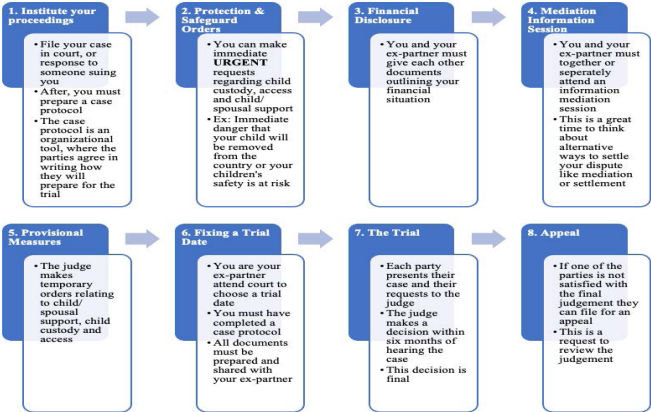 1. Institute your
proceedings
• File your case
in court, or
response to
someone suing
you
• After, you must
prepare a case
protocol
• The case
protocol is an
organizational
tool, where the
parties agree in
writing how they
will prepare for the
trial
2. Protection &
Safeguard
Orders
• You can make
immediate
URGENT
requests
regarding child
custody, access
and child/
spousal support
• Ex: Immediate
danger that
your child will
be removed
from the
country or your
children's
safety is at risk
3. Financial
Disclosure
• You and your
ex-partner must
give each other
documents
outlining your
financial
situation
4. Mediation
Information
Session
• You and your
ex-partner must
together or
seperately
attend an
information
mediation
session
• This is a great
time to think
about
alternative
ways to settle
your dispute
like mediation
or settlement
5. Provisional
Measures
• The judge
makes
temporary
orders relating
to child/
spousal
support, child
custody and
access
6. Fixing a Trial
Date
• You are your
ex-partner
attend court to
choose a trial
date
• You must have
completed a
case protocol
• All documents
must be
prepared and
shared with
your ex-partner
7. The Trial
• Each party
presents their
case and their
requests to the
judge
• The judge
makes a
decision within
six months of
hearing the
case
• This decision is
final
8. Appeal
• If one of the
parties is not
satisfied with
the final
judgement they
can file for an
appeal
• This is a
request to
review the
judgement